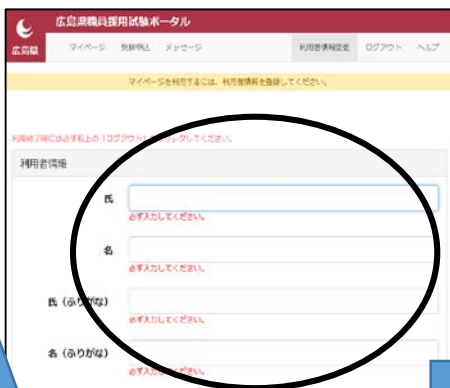 広島県職員採用試験ポータル
広島県
マイページ 受験申込 メッセージ 利用者情報変更 ログアウト ヘルプ
マイページを利用するには、利用者情報を登録してください。
利用終了時には必ず右上の「ログアウト」をクリックしてください。
利用者情報
氏
必ず入力してください。
名
必ず入力してください。
氏（ふりがな）
必ず入力してください。
名（ふりがな）
必ず入力してください。